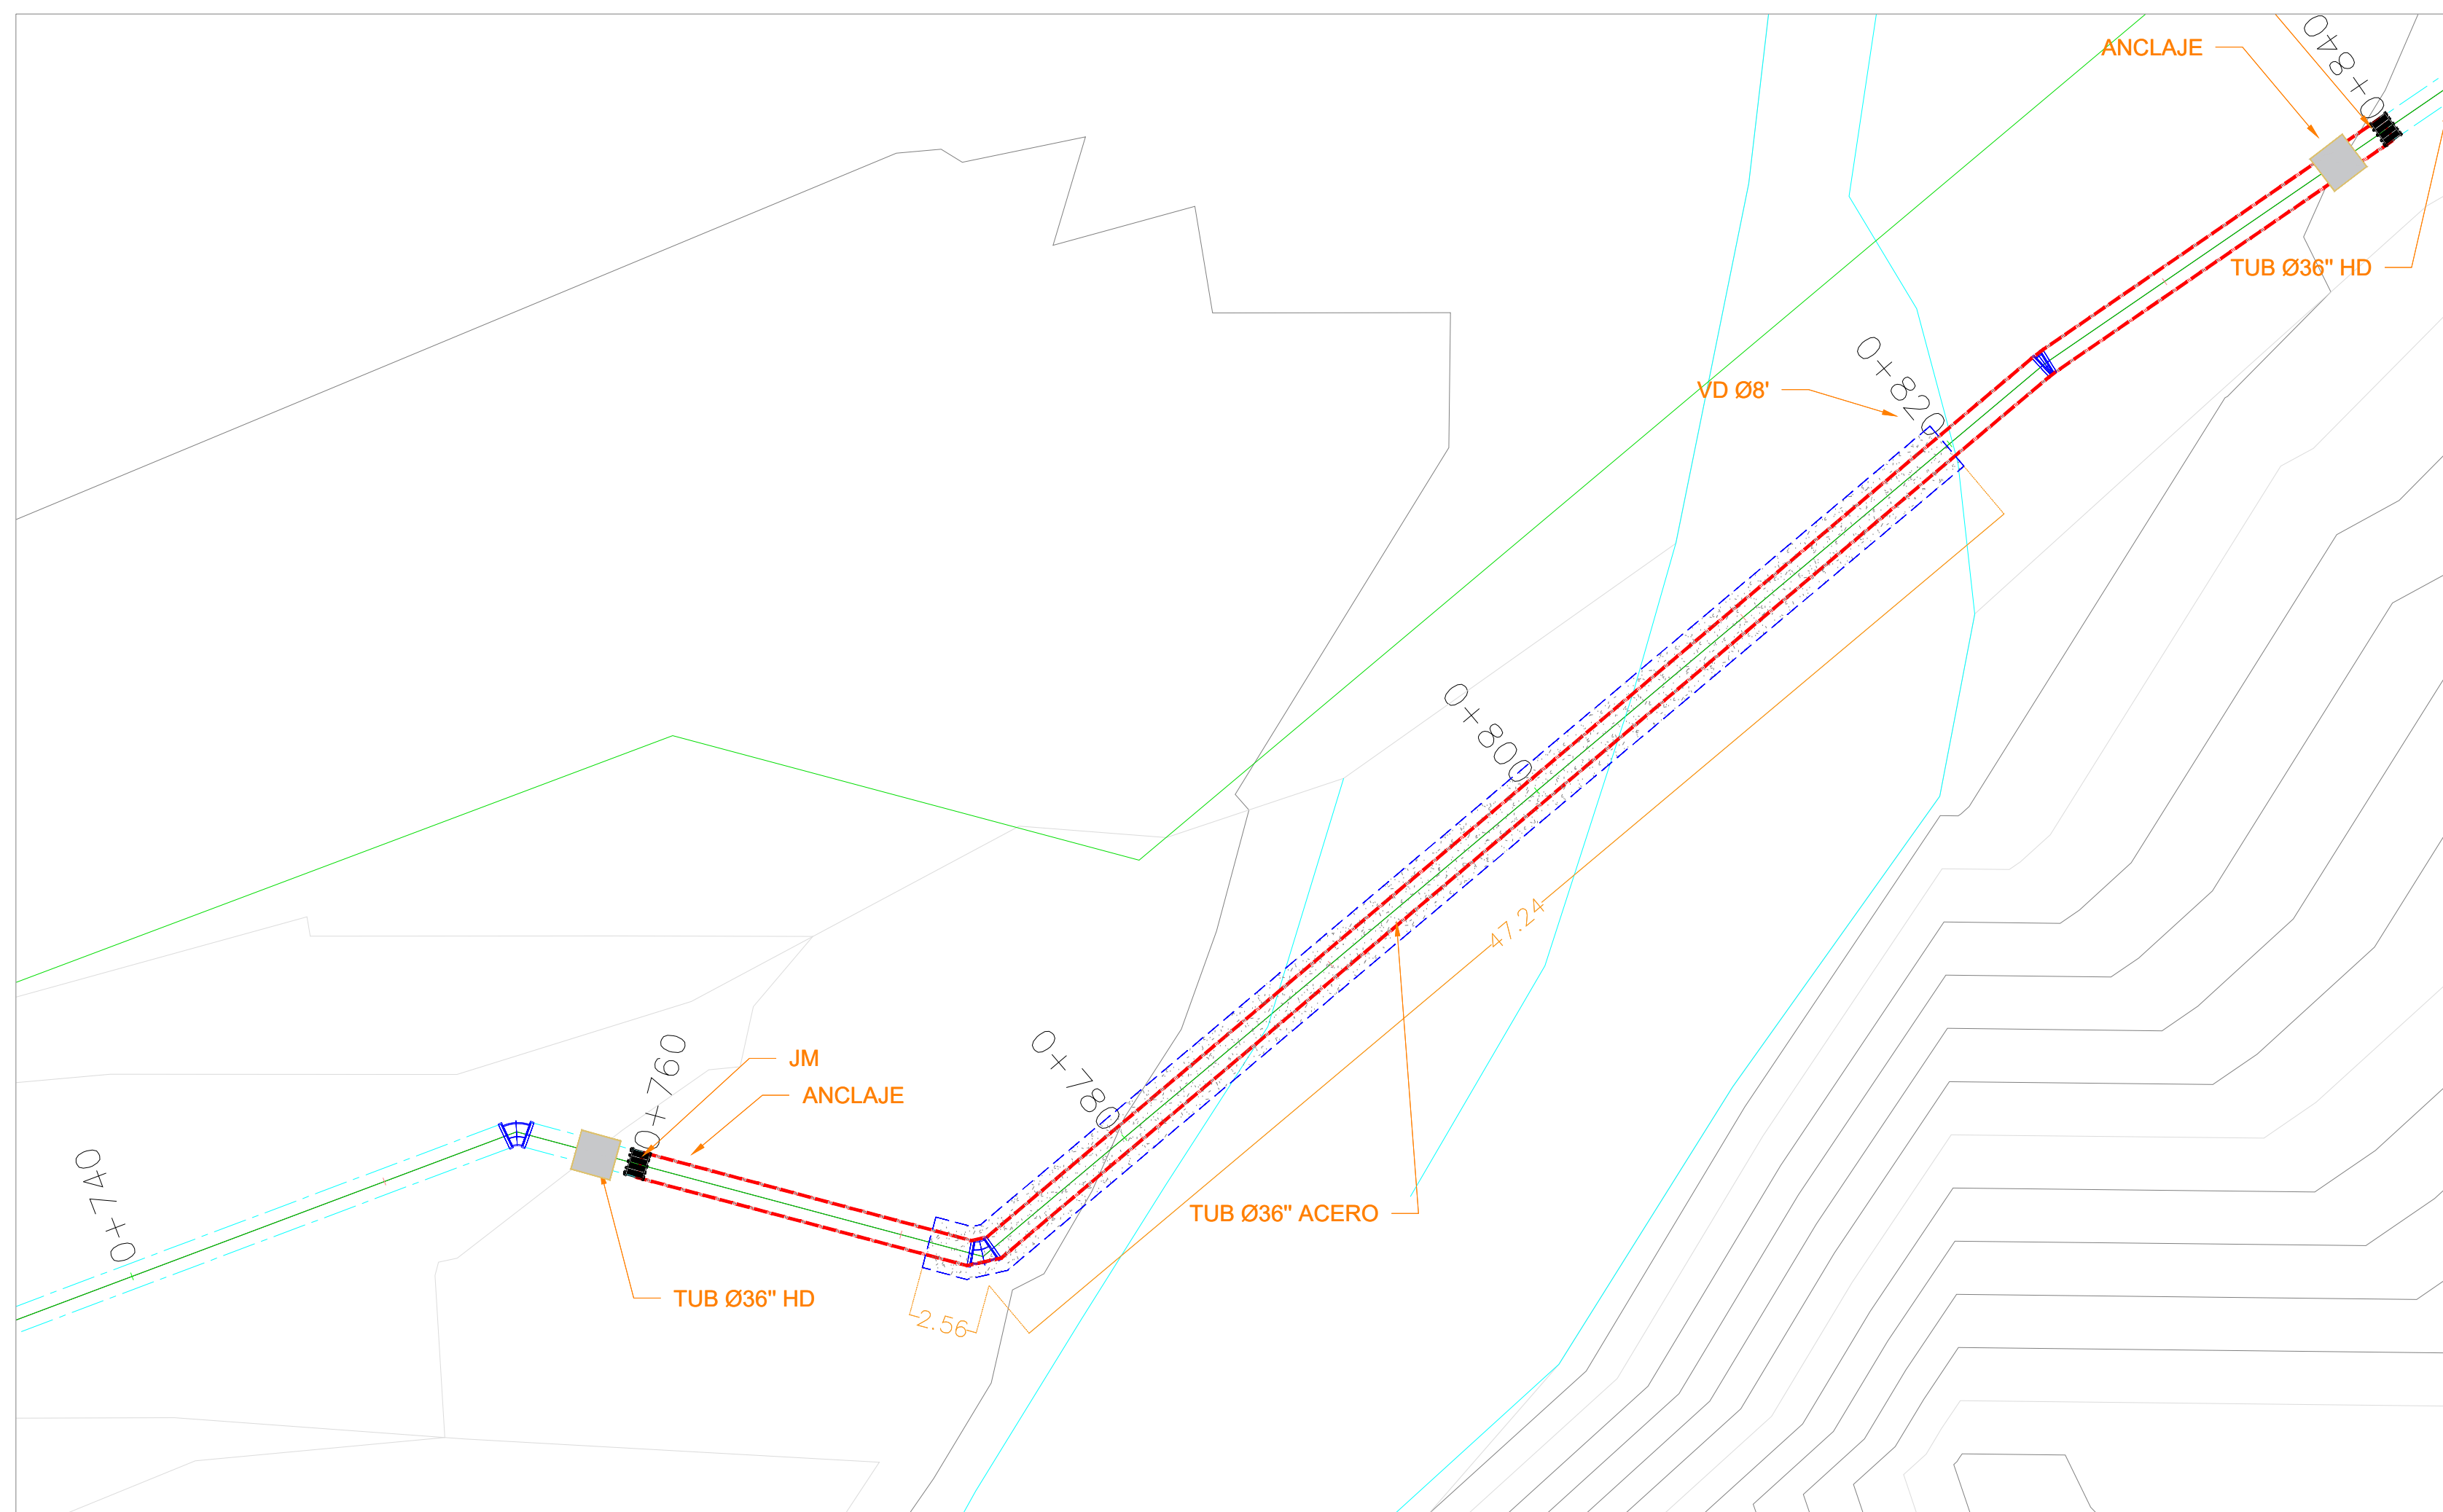 ANCLAJE
0+840
TUB Ø36" HD
VD Ø8'
0+820
0+800
47.24
0+780
0+760
JM
ANCLAJE
0+740
TUB Ø36" ACERO
TUB Ø36" HD
2.56